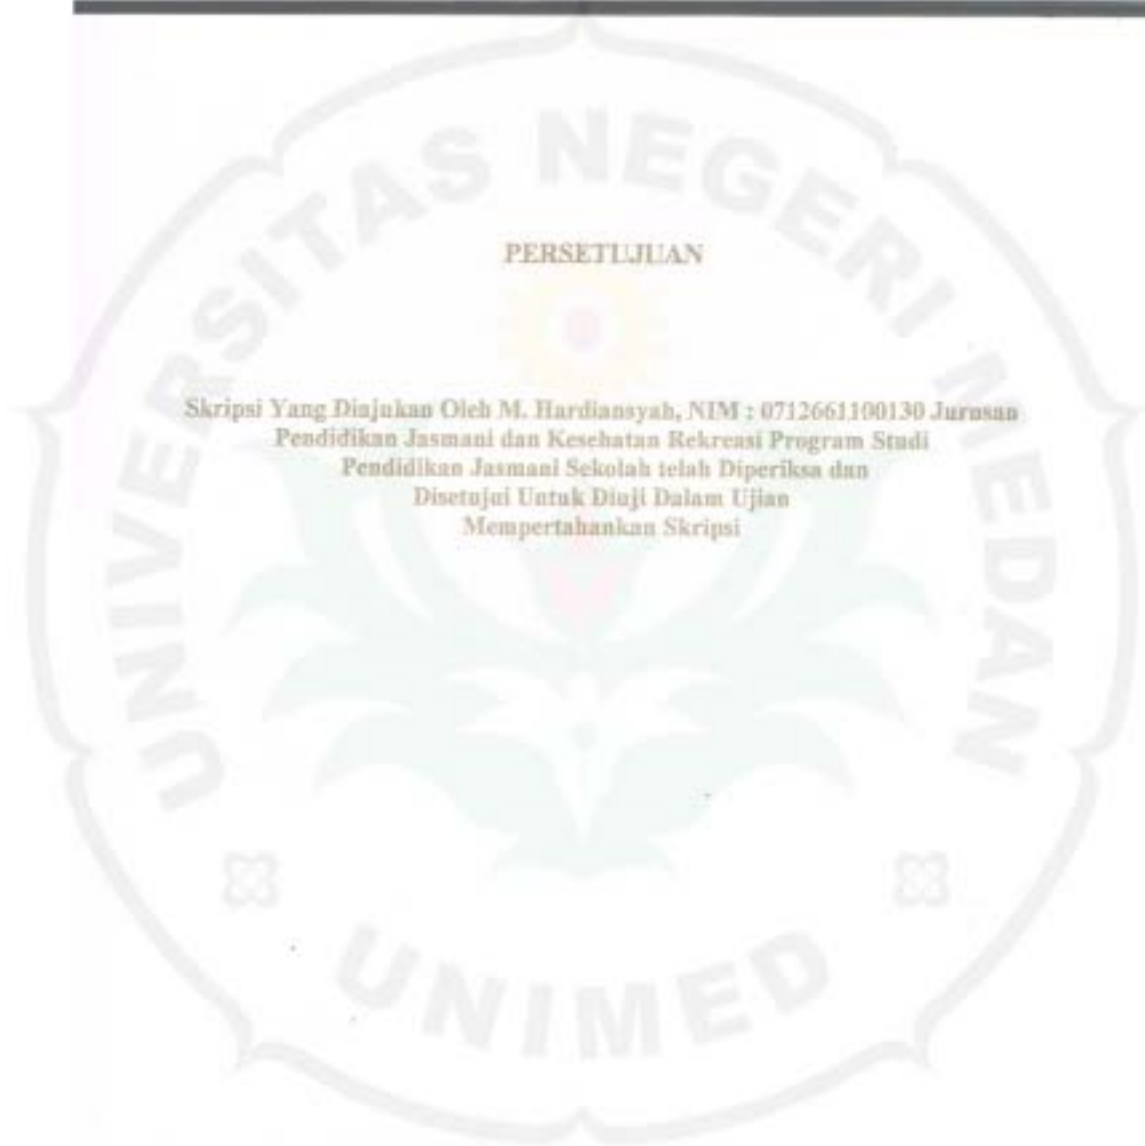 UNIVERSITAS NEGERI MEDAN
PERSETUJUAN
Skripsi Yang Diajukan Oleh M. Hardiansyah, NIM : 0712661100130 Jurusan
Pendidikan Jasmani dan Kesehatan Rekreasi Program Studi
Pendidikan Jasmani Sekolah telah Diperiksa dan
Disetujui Untuk Diuji Dalam Ujian
Mempertahankan Skripsi
UNIMED